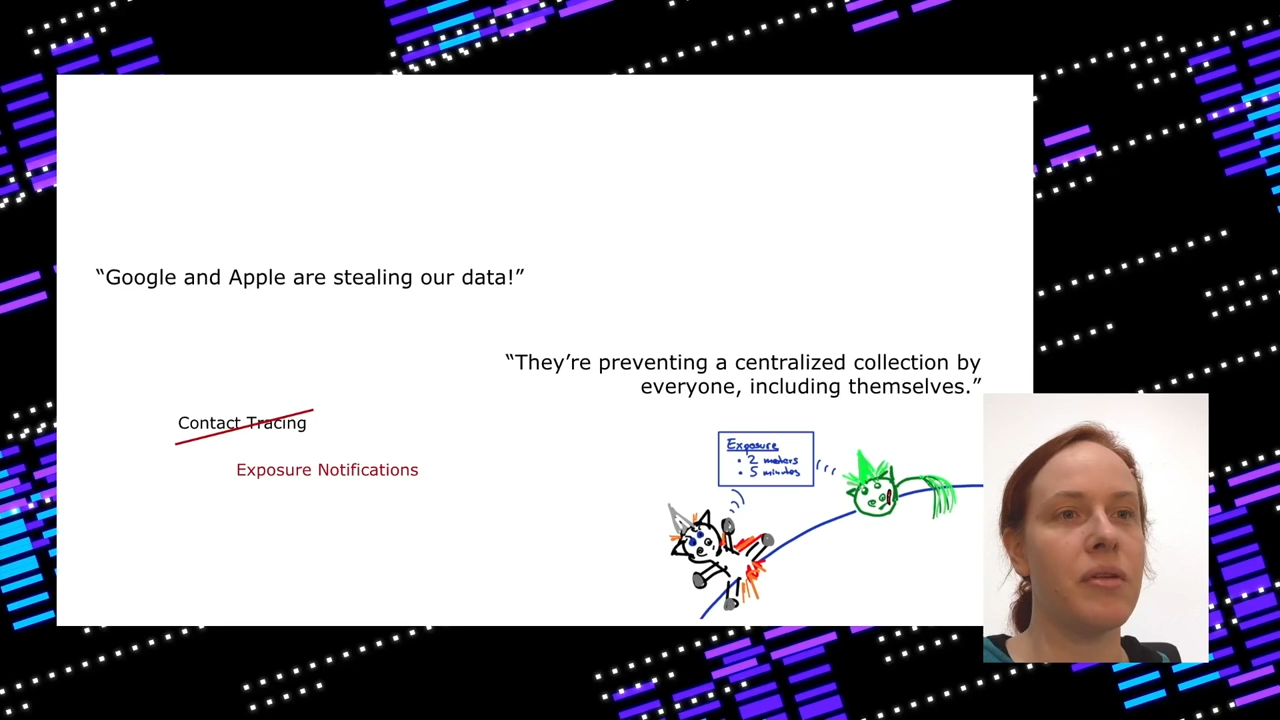 “Google and Apple are stealing our data!”
“They’re preventing a centralized collection by
everyone, including themselves.”
Contact Tracing
Exposure Notifications
Exposure
• 2 meters
• 5 minutes